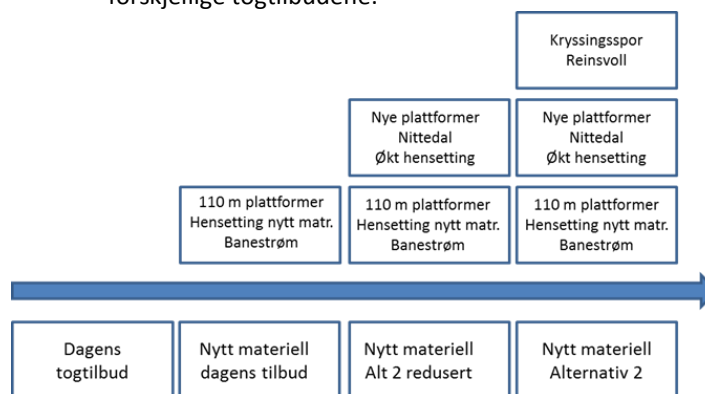 forskjellige togtilbudene.
Kryssingsspor
Reinsvoll
Nye plattformer
Nittedal
Økt hensetting
Nye plattformer
Nittedal
Økt hensetting
110 m plattformer
Hensetting nytt matr.
Banestrøm
110 m plattformer
Hensetting nytt matr.
Banestrøm
110 m plattformer
Hensetting nytt matr.
Banestrøm
Dagens
togtilbud
Nytt materiell
dagens tilbud
Nytt materiell
Alt 2 redusert
Nytt materiell
Alternativ 2